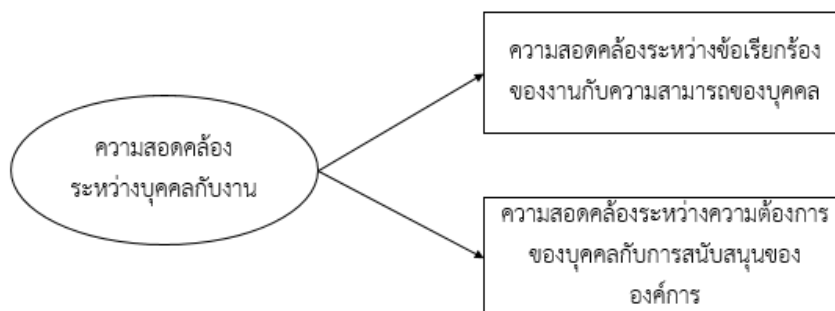 ความสอดคล้อง
ระหว่างบุคคลกับงาน
ความสอดคล้องระหว่างข้อเรียกร้อง
ของงานกับความสามารถของบุคคล
ความสอดคล้องระหว่างความต้องการ
ของบุคคลกับการสนับสนุนของ
องค์การ